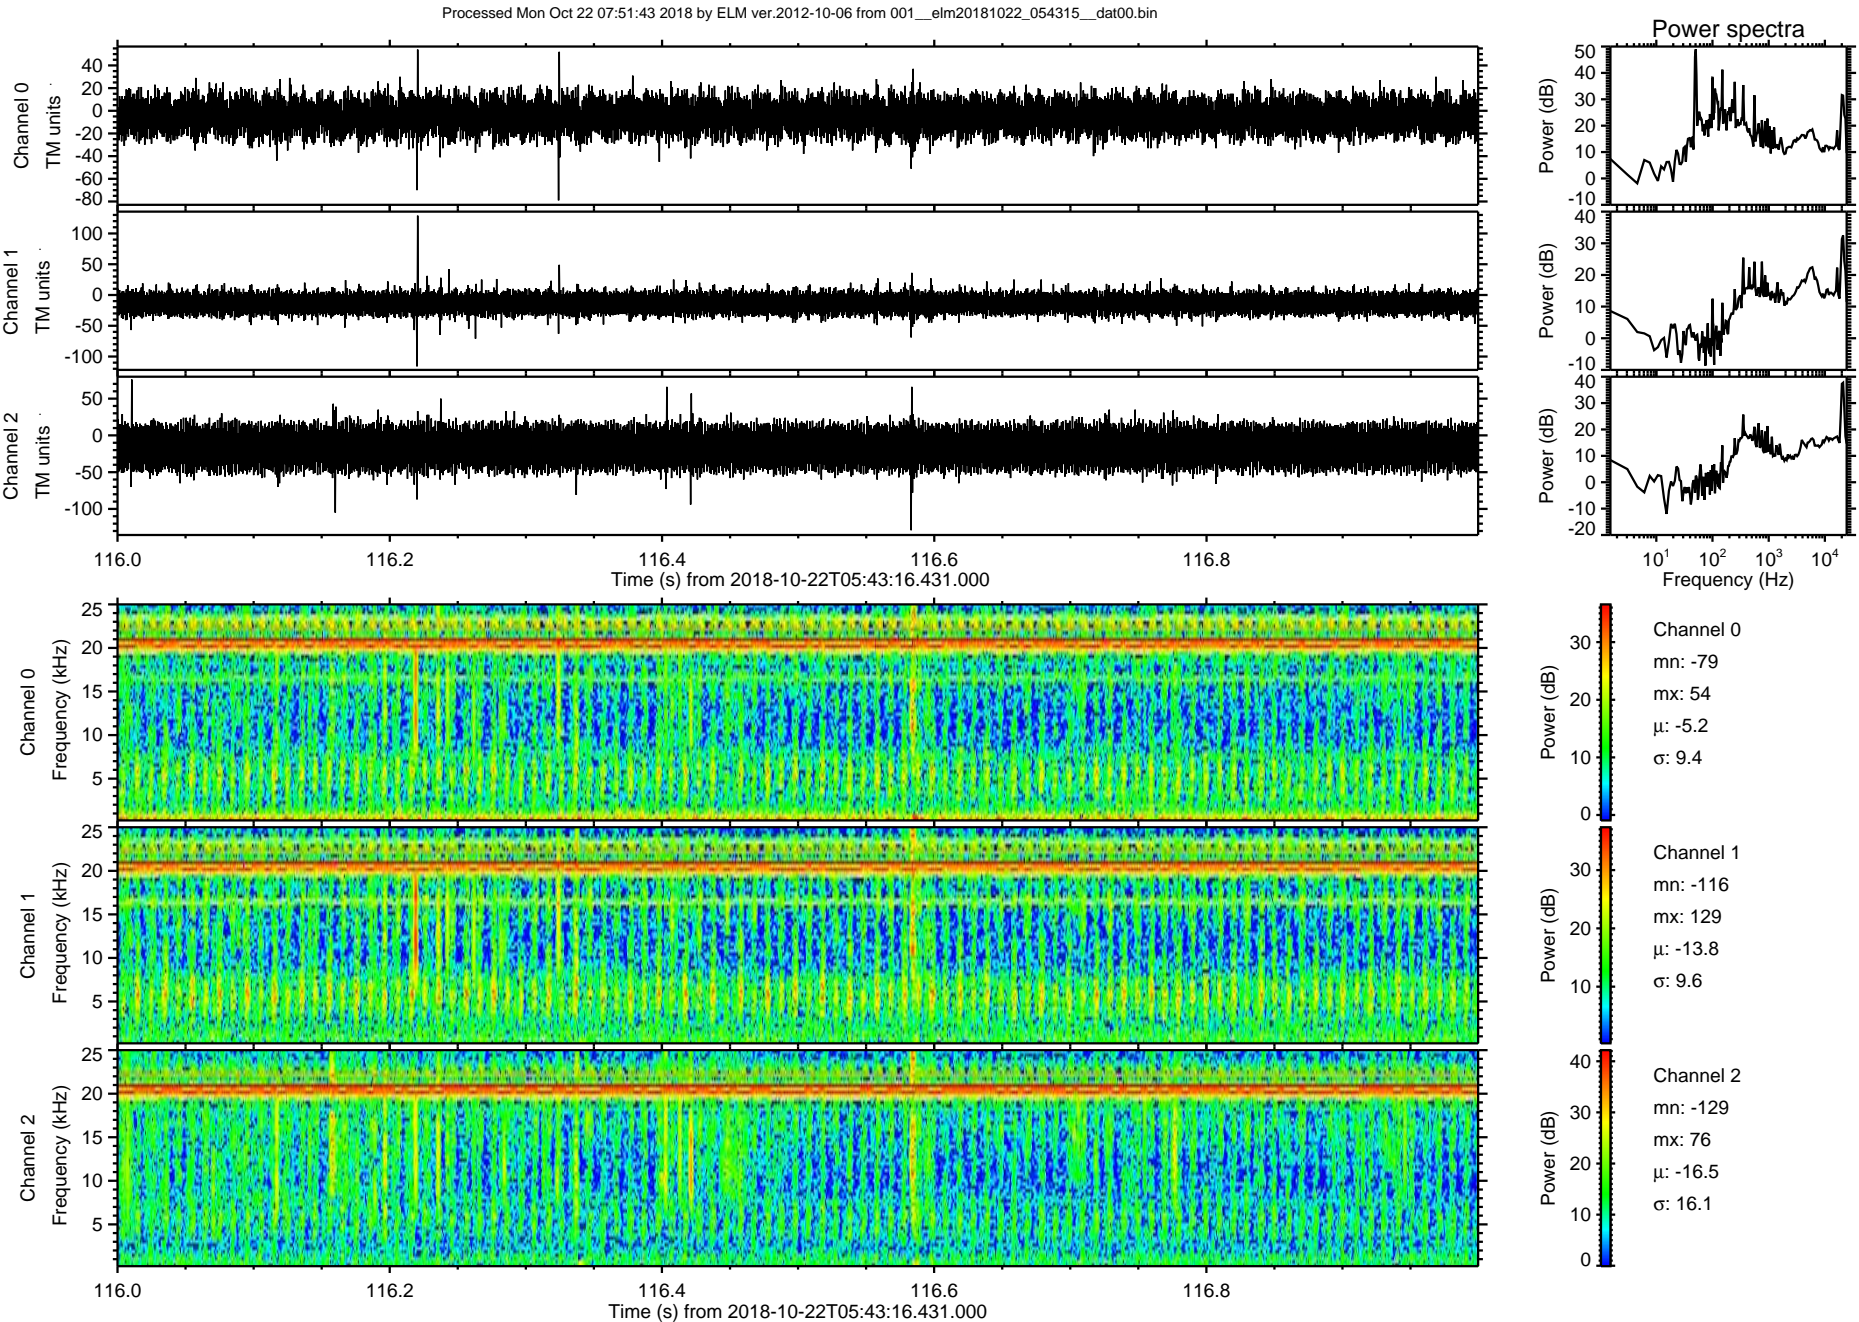 Processed Mon Oct 22 07:51:43 2018 by ELM ver.2012-10-06 from 001__elm20181022_054315__dat00.bin
Power spectra
Channel 0
TM units
40
20
0
-20
-40
-60
-80
Power (dB)
50
40
30
20
10
0
-10
Channel 1
TM units
100
50
0
-50
-100
Power (dB)
40
30
20
10
0
-10
Channel 2
TM units
50
0
-50
-100
Power (dB)
40
30
20
10
0
-10
-20
116.0 116.2 116.4 116.6 116.8
Time (s) from 2018-10-22T05:43:16.431.000
10¹ 10² 10³ 10⁴
Frequency (Hz)
Channel 0
Frequency (kHz)
25
20
15
10
5
Power (dB)
30
20
10
0
Channel 0
mn: -79
mx: 54
μ: -5.2
σ: 9.4
Channel 1
Frequency (kHz)
25
20
15
10
5
Power (dB)
30
20
10
Channel 1
mn: -116
mx: 129
μ: -13.8
σ: 9.6
Channel 2
Frequency (kHz)
25
20
15
10
5
Power (dB)
40
30
20
10
0
Channel 2
mn: -129
mx: 76
μ: -16.5
σ: 16.1
116.0 116.2 116.4 116.6 116.8
Time (s) from 2018-10-22T05:43:16.431.000